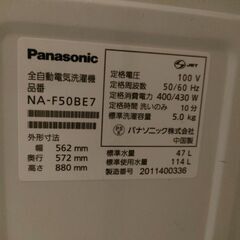 Panasonic
全自動電気洗濯機
品番
NA-F50BE7
外形寸法
幅 562 mm
奥行 572 mm
高さ 880 mm
JET
定格電圧 100 V
定格周波数 50/60 Hz
定格消費電力 400/430 W
定格時間 洗いのみ 10分
標準洗濯容量 5.0 kg
パナソニック株式会社
中国製
標準水量 47 L
標準使用水量 114 L
2011400336